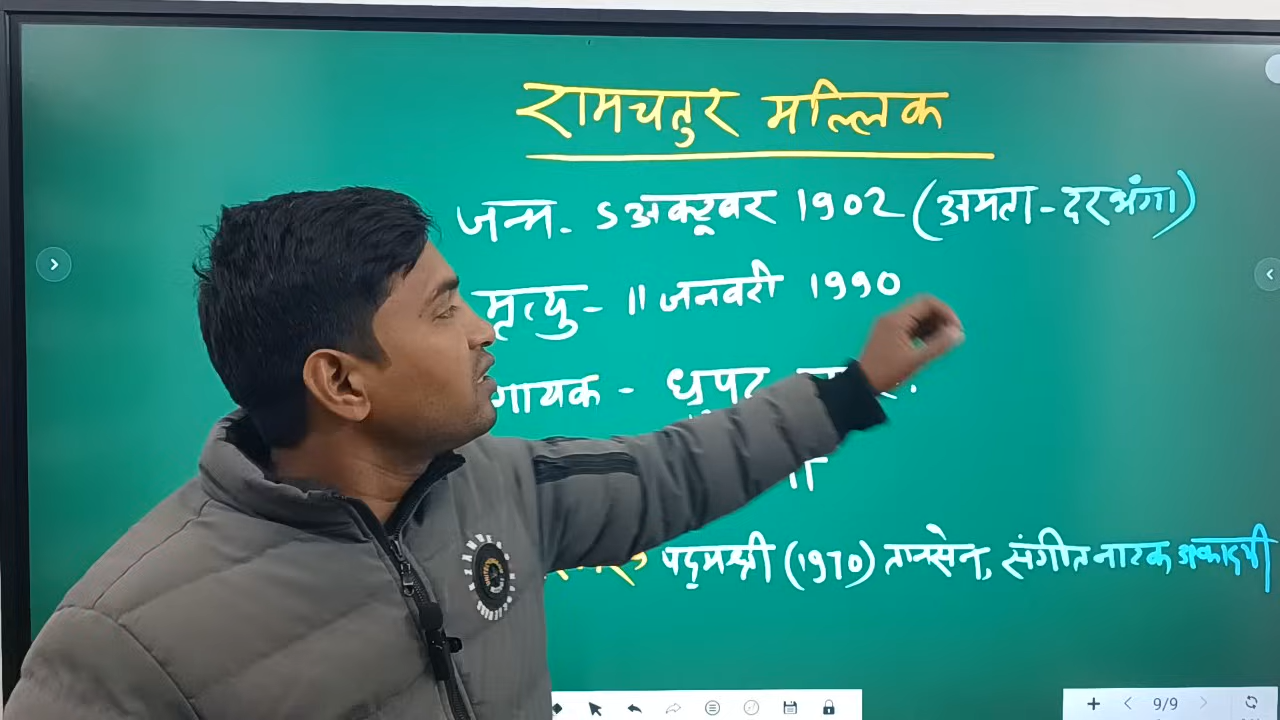 रामचतुर मल्लिक
जन्म - 5 अक्टूबर 1902 (अमता - दरभंगा)
मृत्यु - 11 जनवरी 1990
गायक - ध्रुपद
पद्मश्री (1970) तानसेन, संगीत नाटक अकादमी
9/9